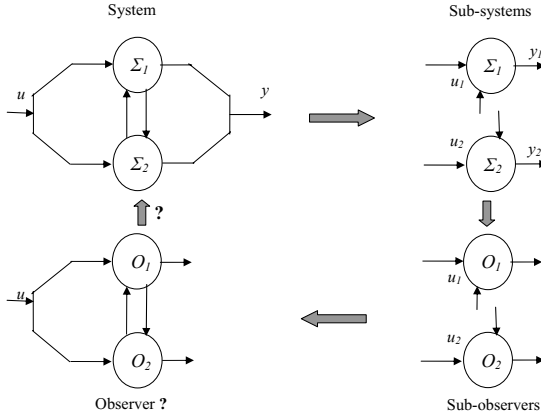 System
Σ1
u
y
Σ2
Sub-systems
Σ1
y1
u1
u2
Σ2
y2
?
O1
u
O2
Observer ?
O1
u1
u2
O2
Sub-observers